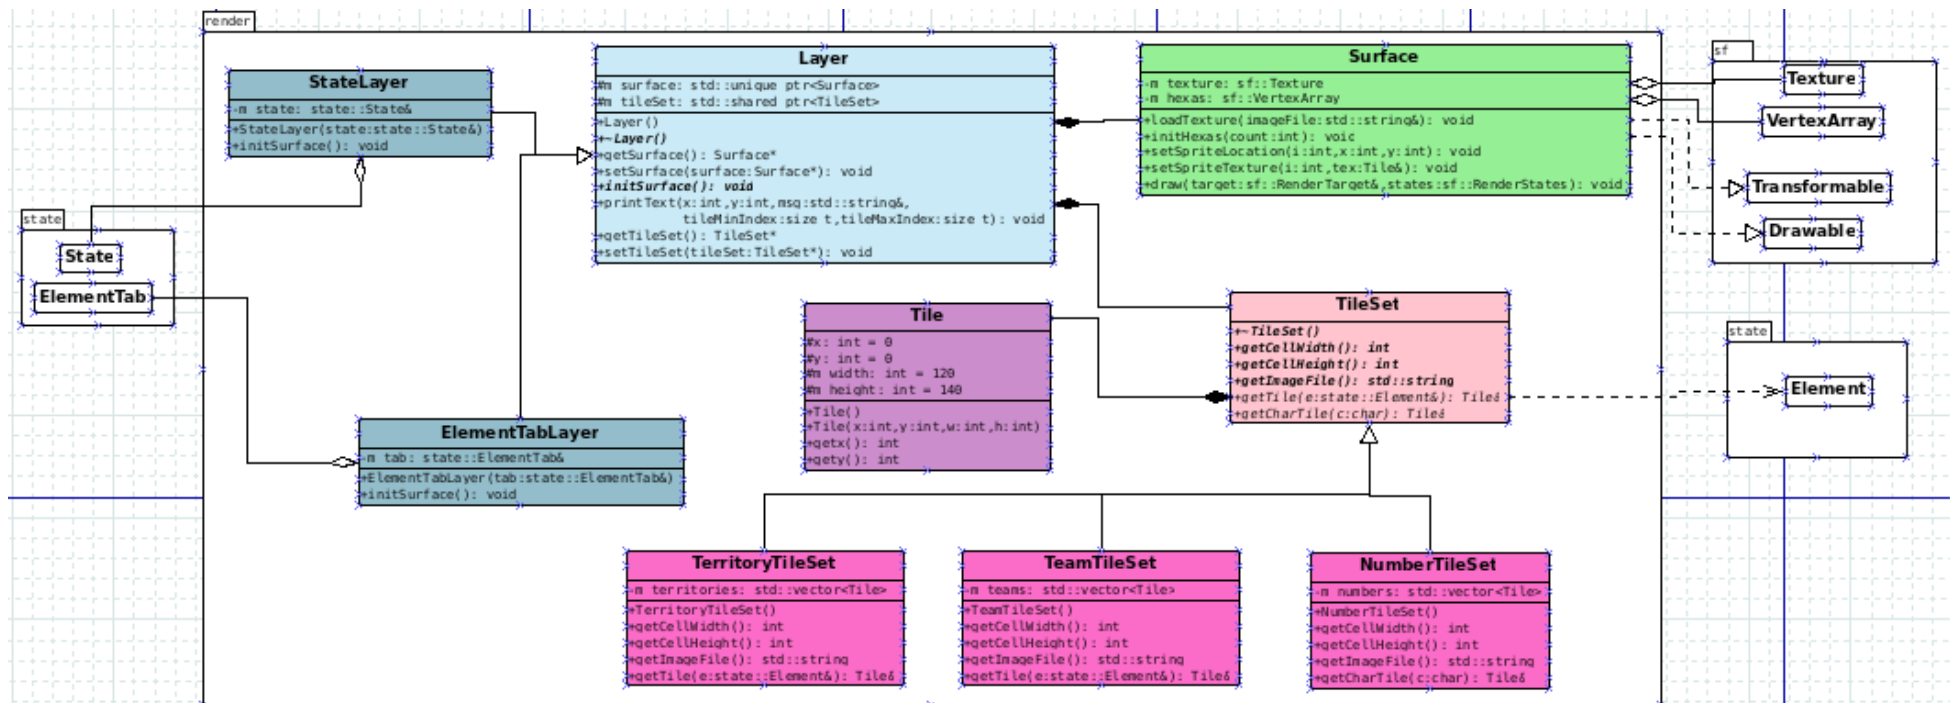 render
StateLayer
-m state: state::State&
+StateLayer(state:state::State&)
+initSurface(): void
Layer
#m surface: std::unique ptr<Surface>
#m tileSet: std::shared ptr<TileSet>
+Layer()
+~Layer()
+getSurface(): Surface*
+setSurface(surface:Surface*): void
+initSurface(): void
+printText(x:int,y:int,msg:std::string&,
tileMinIndex:size t,tileMaxIndex:size t): void
+getTileSet(): TileSet*
+setTileSet(tileSet:TileSet*): void
Surface
-m texture: sf::Texture
-m hexas: sf::VertexArray
+loadTexture(imageFile:std::string&): void
+initHexas(count:int): voic
+setSpriteLocation(i:int,x:int,y:int): void
+setSpriteTexture(i:int,tex:Tile&): void
+draw(target:sf::RenderTarget&,states:sf::RenderStates): void
sf
Texture
VertexArray
Transformable
Drawable
state
State
ElementTab
Tile
#x: int = 0
#y: int = 0
#m width: int = 120
#m height: int = 140
+Tile()
+Tile(x:int,y:int,w:int,h:int)
+getx(): int
+gety(): int
TileSet
+~TileSet()
+getCellWidth(): int
+getCellHeight(): int
+getImageFile(): std::string
+getTile(e:state::Element&): Tile&
+getCharTile(c:char): Tile&
state
Element
ElementTabLayer
-m tab: state::ElementTab&
+ElementTabLayer(tab:state::ElementTab&)
+initSurface(): void
TerritoryTileSet
-m territories: std::vector<Tile>
+TerritoryTileSet()
+getCellWidth(): int
+getCellHeight(): int
+getImageFile(): std::string
+getTile(e:state::Element&): Tile&
TeamTileSet
-m teams: std::vector<Tile>
+TeamTileSet()
+getCellWidth(): int
+getCellHeight(): int
+getImageFile(): std::string
+getTile(e:state::Element&): Tile&
NumberTileSet
-m numbers: std::vector<Tile>
+NumberTileSet()
+getCellWidth(): int
+getCellHeight(): int
+getImageFile(): std::string
+getCharTile(c:char): Tile&